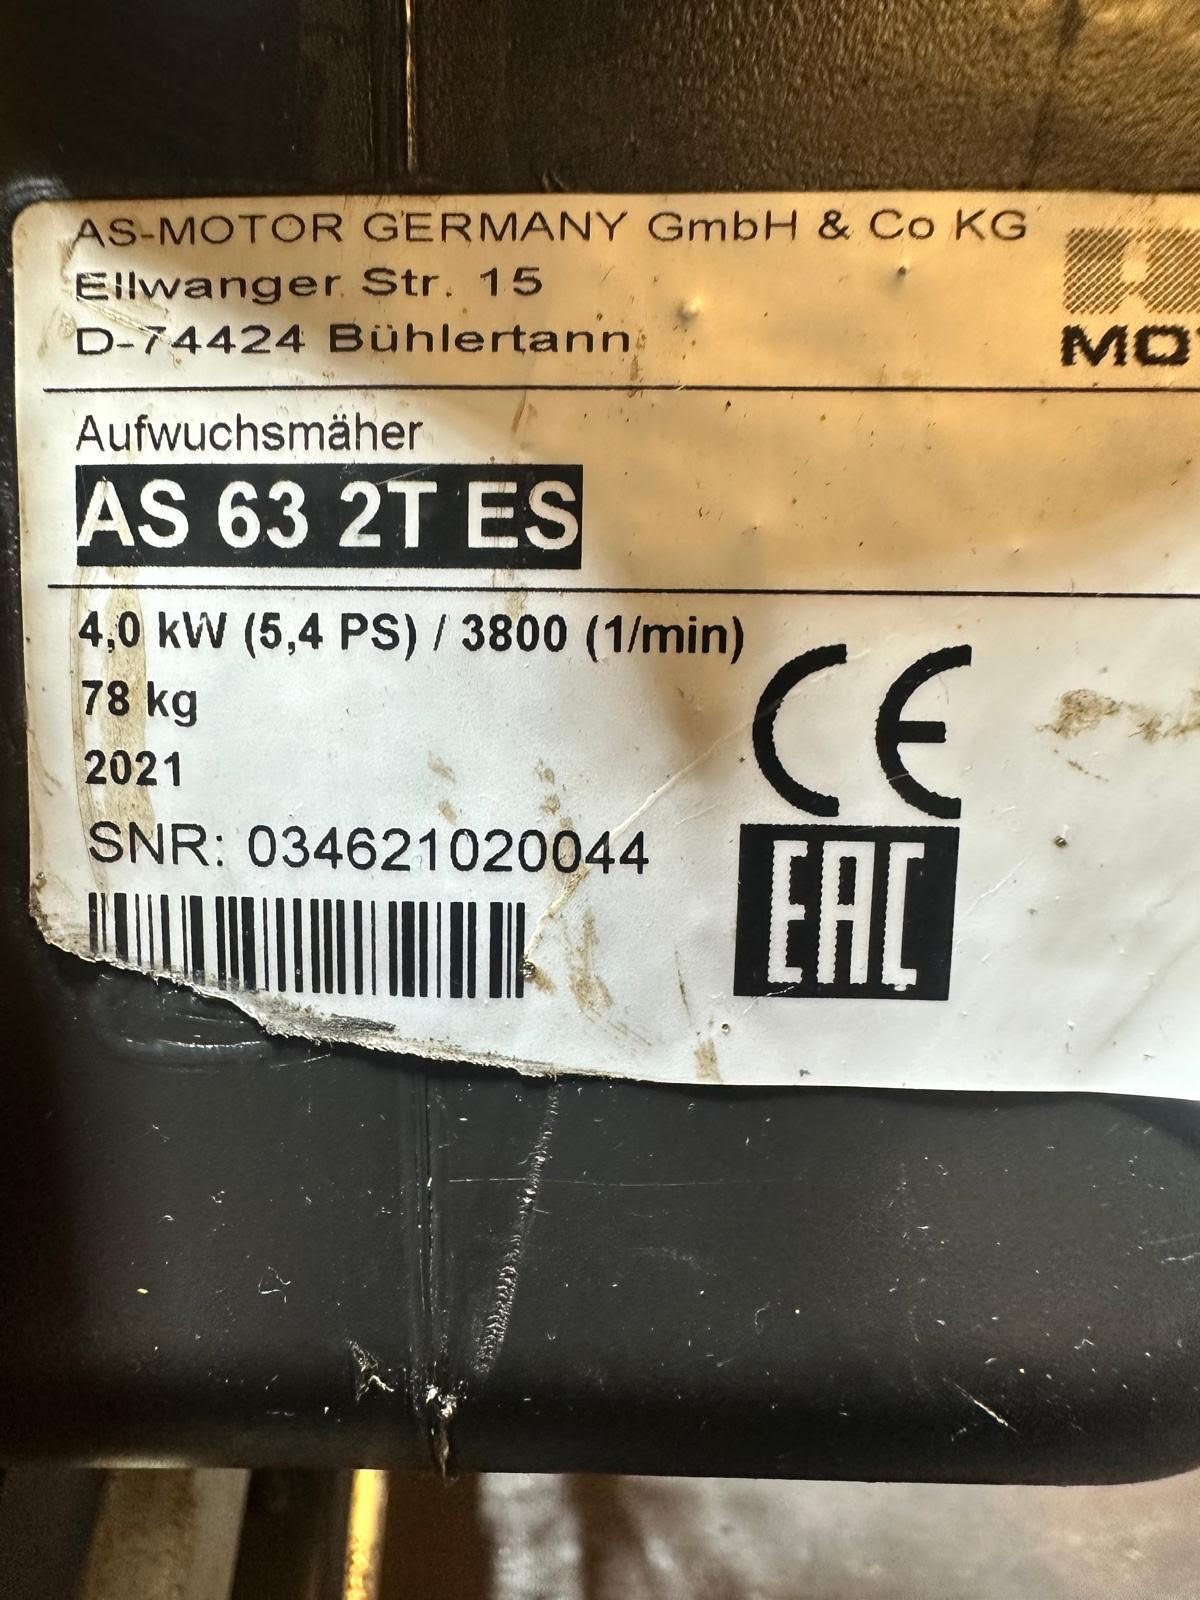 AS-MOTOR GERMANY GmbH & Co KG
Ellwanger Str. 15
D-74424 Bühlertann
MO
Aufwuchsmäher
AS 63 2T ES
4,0 kW (5,4 PS) / 3800 (1/min)
78 kg
2021
CE
SNR: 034621020044
EAC